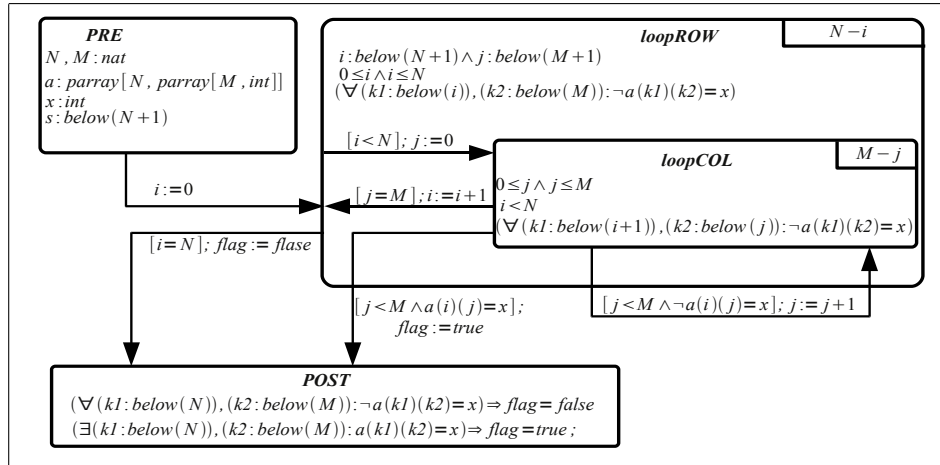 PRE
N , M : nat
a : parray[N , parray[M , int]]
x : int
s : below(N+1)
loopROW
N−i
i : below(N+1)∧ j : below(M+1)
0≤i∧i≤N
(∀(k1: below(i)),(k2: below(M)):¬a(k1)(k2)=x)
[i<N]; j:=0
loopCOL
M−j
0≤j∧ j≤M
i<N
(∀(k1: below(i+1)),(k2: below(j)):¬a(k1)(k2)=x)
i:=0
[j=M]; i:=i+1
[i=N]; flag:= flase
[j<M∧a(i)(j)=x];
flag:=true
[j<M∧¬a(i)(j)=x]; j:=j+1
POST
(∀(k1: below(N)),(k2: below(M)):¬a(k1)(k2)=x)⇒ flag= false
(∃(k1: below(N)),(k2: below(M)): a(k1)(k2)=x)⇒ flag=true ;